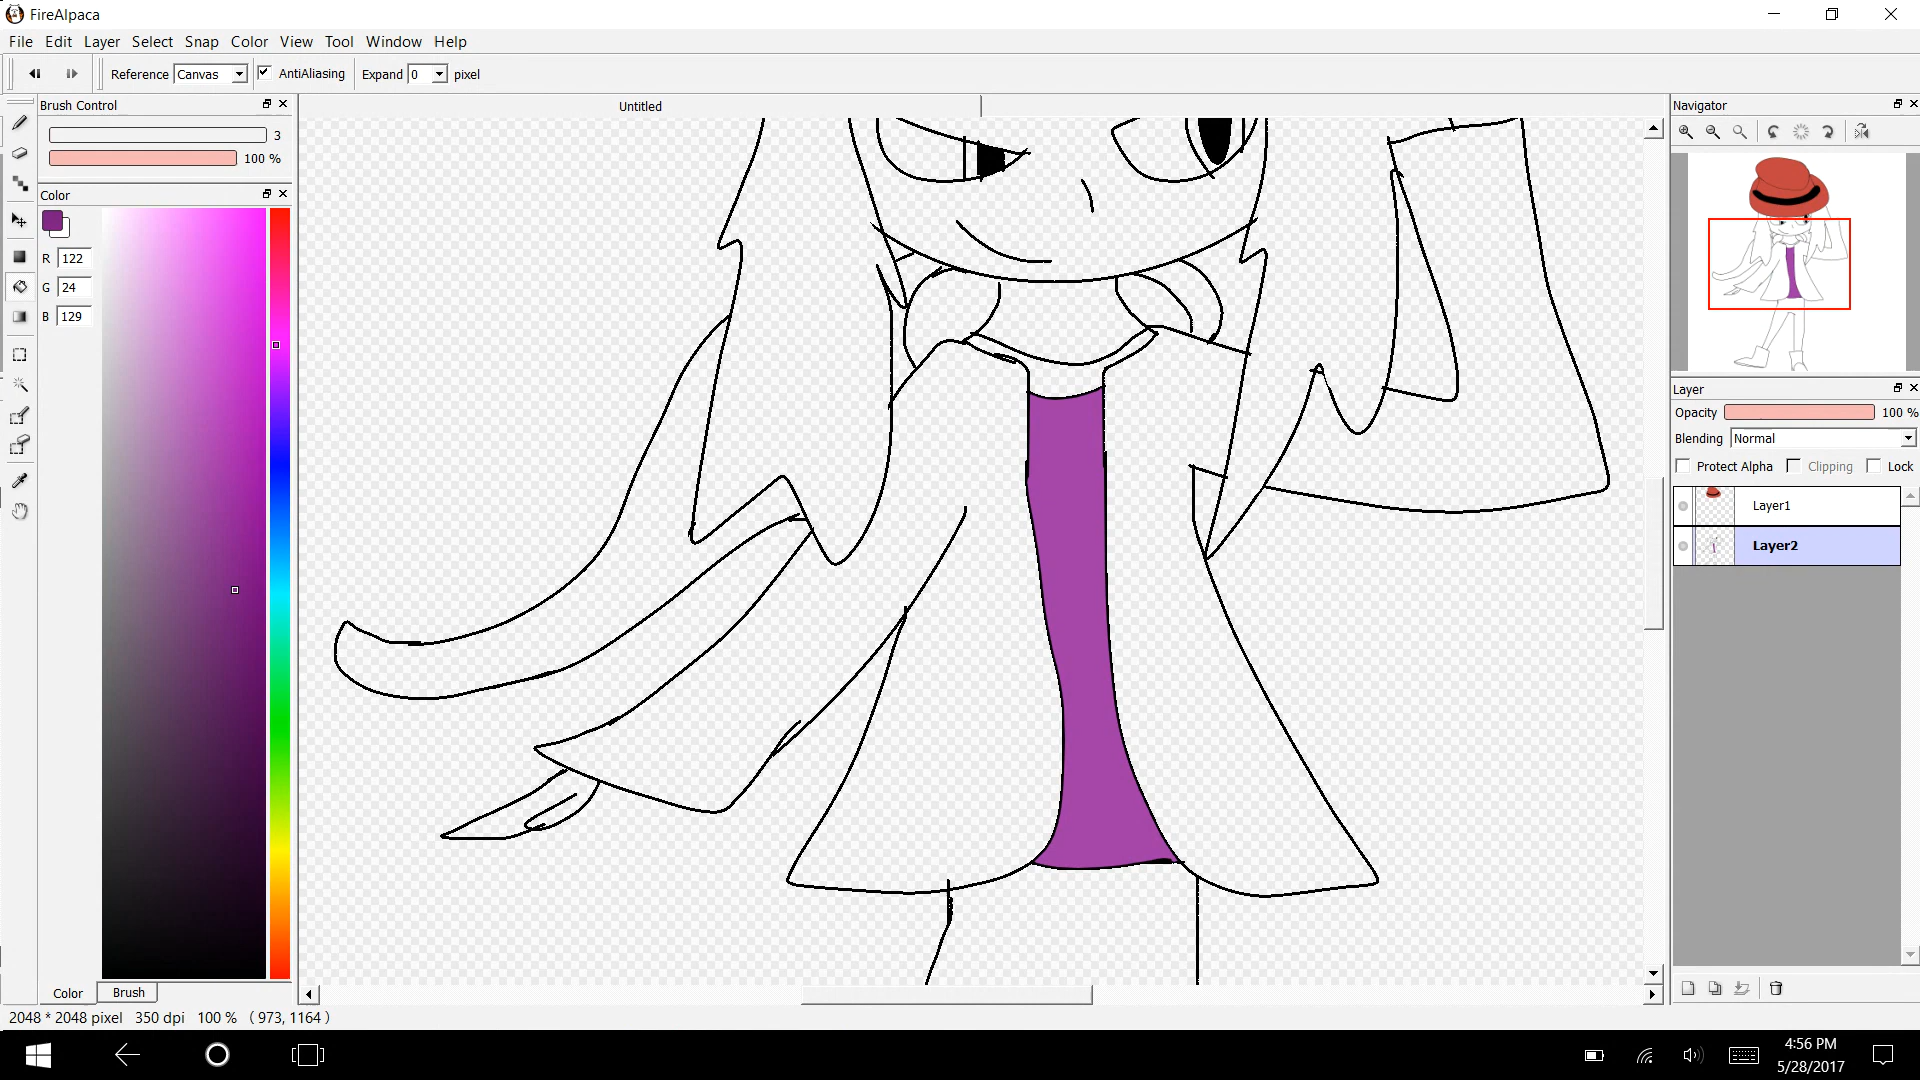 FireAlpaca
File Edit Layer Select Snap Color View Tool Window Help
Reference Canvas AntiAliasing Expand 0 pixel
Brush Control
3
100 %
Color
R 122
G 24
B 129
Color Brush
Untitled
Navigator
Layer
Opacity 100 %
Blending Normal
Protect Alpha Clipping Lock
Layer1
Layer2
2048 * 2048 pixel 350 dpi 100 % ( 973, 1164 )
4:56 PM
5/28/2017